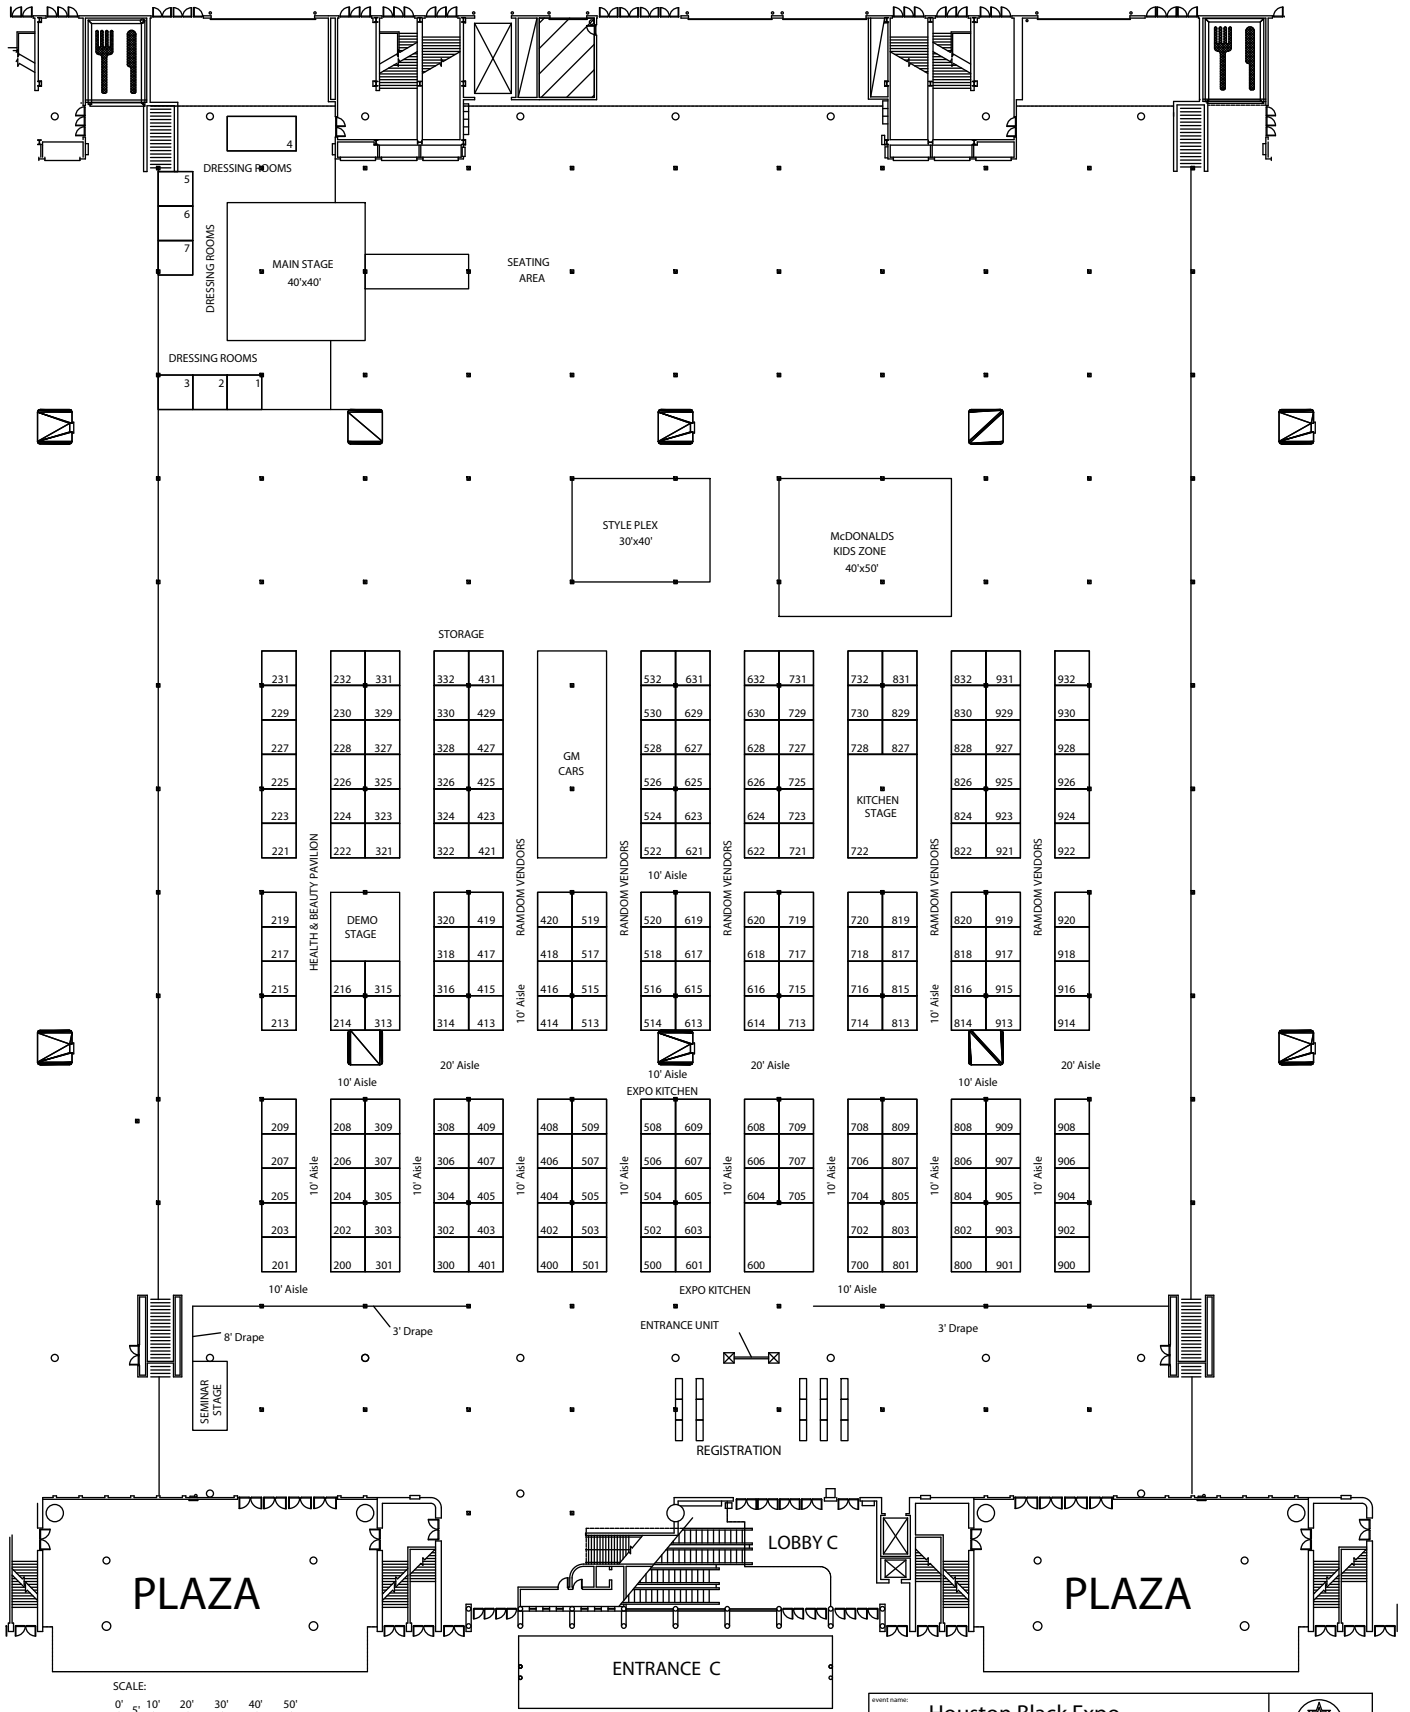 4
DRESSING ROOMS
5
6
7
DRESSING ROOMS
MAIN STAGE
40'x40'
SEATING
AREA
DRESSING ROOMS
3 2 1
STYLE PLEX
30'x40'
McDONALDS
KIDS ZONE
40'x50'
STORAGE
231 232 331 332 431 532 631 632 731 732 831 832 931 932
229 230 329 330 429 530 629 630 729 730 829 830 929 930
227 228 327 328 427 528 627 628 727 728 827 828 927 928
GM
CARS
225 226 325 326 425 526 625 626 725 826 925 926
KITCHEN
STAGE
223 224 323 324 423 524 623 624 723 824 923 924
221 222 321 322 421 522 621 622 721 722 822 921 922
HEALTH & BEAUTY PAVILION
RAMDOM VENDORS
RANDOM VENDORS
10' Aisle
RANDOM VENDORS
RAMDOM VENDORS
RAMDOM VENDORS
219 320 419 420 519 520 619 620 719 720 819 820 919 920
DEMO
STAGE
217 318 417 418 517 518 617 618 717 718 817 818 917 918
215 216 315 316 415 416 515 516 615 616 715 716 815 816 915 916
213 214 313 314 413 414 513 514 613 614 713 714 813 814 913 914
10' Aisle
10' Aisle
20' Aisle
20' Aisle
20' Aisle
10' Aisle
10' Aisle
10' Aisle
EXPO KITCHEN
209 208 309 308 409 408 509 508 609 608 709 708 809 808 909 908
207 206 307 306 407 406 507 506 607 606 707 706 807 806 907 906
205 204 305 304 405 404 505 504 605 604 705 704 805 804 905 904
203 202 303 302 403 402 503 502 603 702 803 802 903 902
201 200 301 300 401 400 501 500 601 600 700 801 800 901 900
10' Aisle
10' Aisle
10' Aisle
10' Aisle
10' Aisle
10' Aisle
10' Aisle
10' Aisle
10' Aisle
EXPO KITCHEN
10' Aisle
8' Drape
3' Drape
ENTRANCE UNIT
3' Drape
SEMINAR
STAGE
REGISTRATION
LOBBY C
PLAZA
PLAZA
ENTRANCE C
SCALE:
0' 5' 10' 20' 30' 40' 50'
event name:
Houston Black Expo